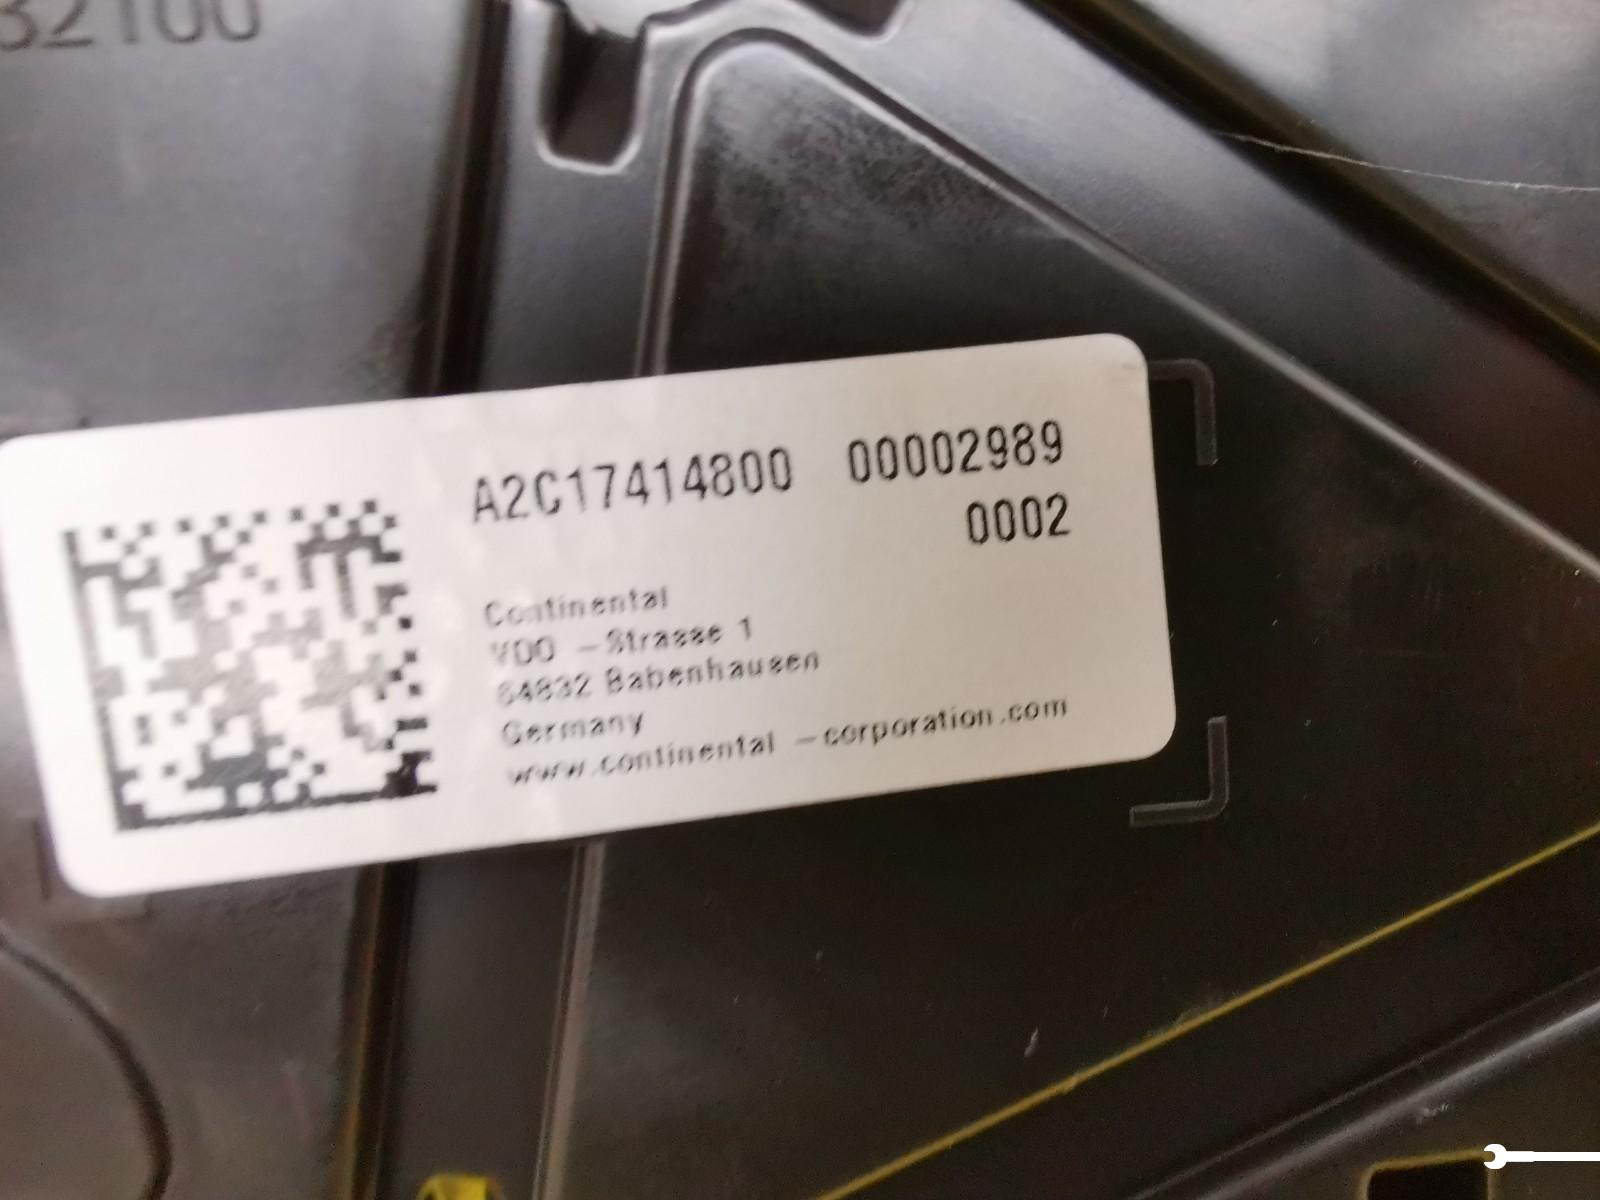 32100
A2C17414800 00002989
0002
Continental
VDO -Strasse 1
64832 Babenhausen
Germany
www.continental -corporation.com